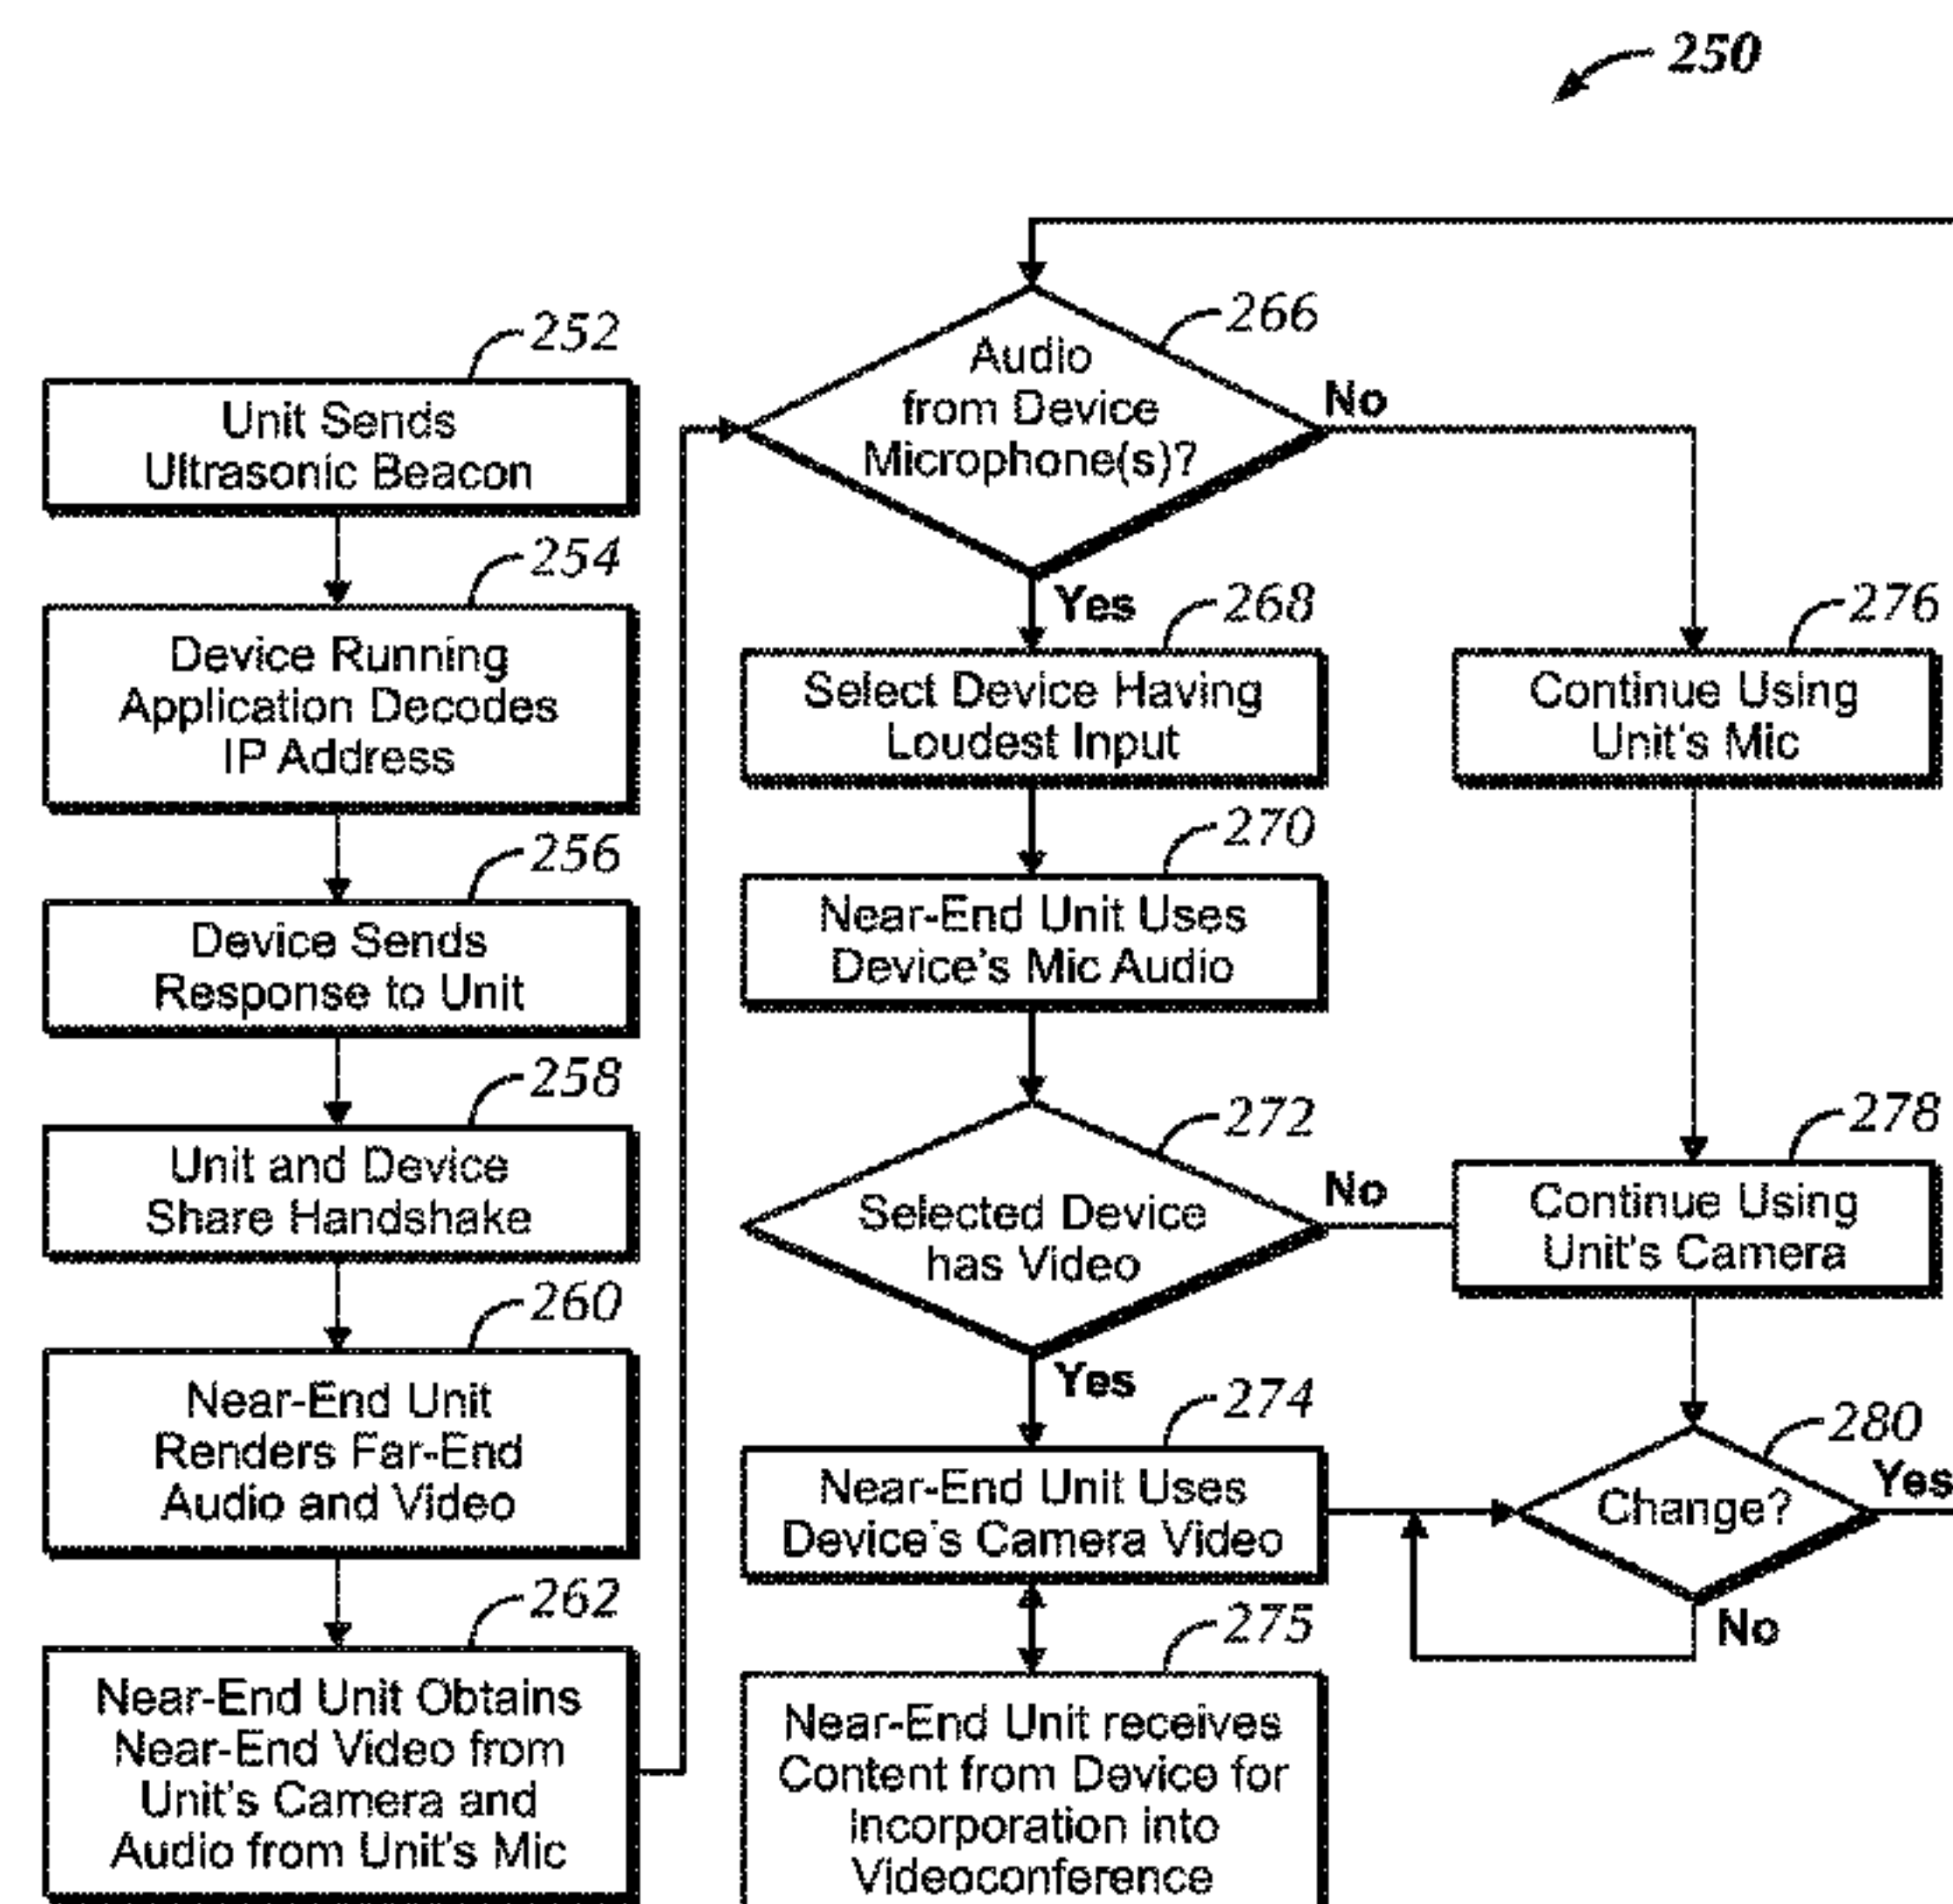 250
252
Unit Sends
Ultrasonic Beacon
254
Device Running
Application Decodes
IP Address
256
Device Sends
Response to Unit
258
Unit and Device
Share Handshake
260
Near-End Unit
Renders Far-End
Audio and Video
262
Near-End Unit Obtains
Near-End Video from
Unit's Camera and
Audio from Unit's Mic
266
Audio
from Device
Microphone(s)?
No
Yes
268
Select Device Having
Loudest Input
270
Near-End Unit Uses
Device's Mic Audio
272
Selected Device
has Video
No
Yes
274
Near-End Unit Uses
Device's Camera Video
275
Near-End Unit receives
Content from Device for
Incorporation into
Videoconference
276
Continue Using
Unit's Mic
278
Continue Using
Unit's Camera
280
Change?
Yes
No